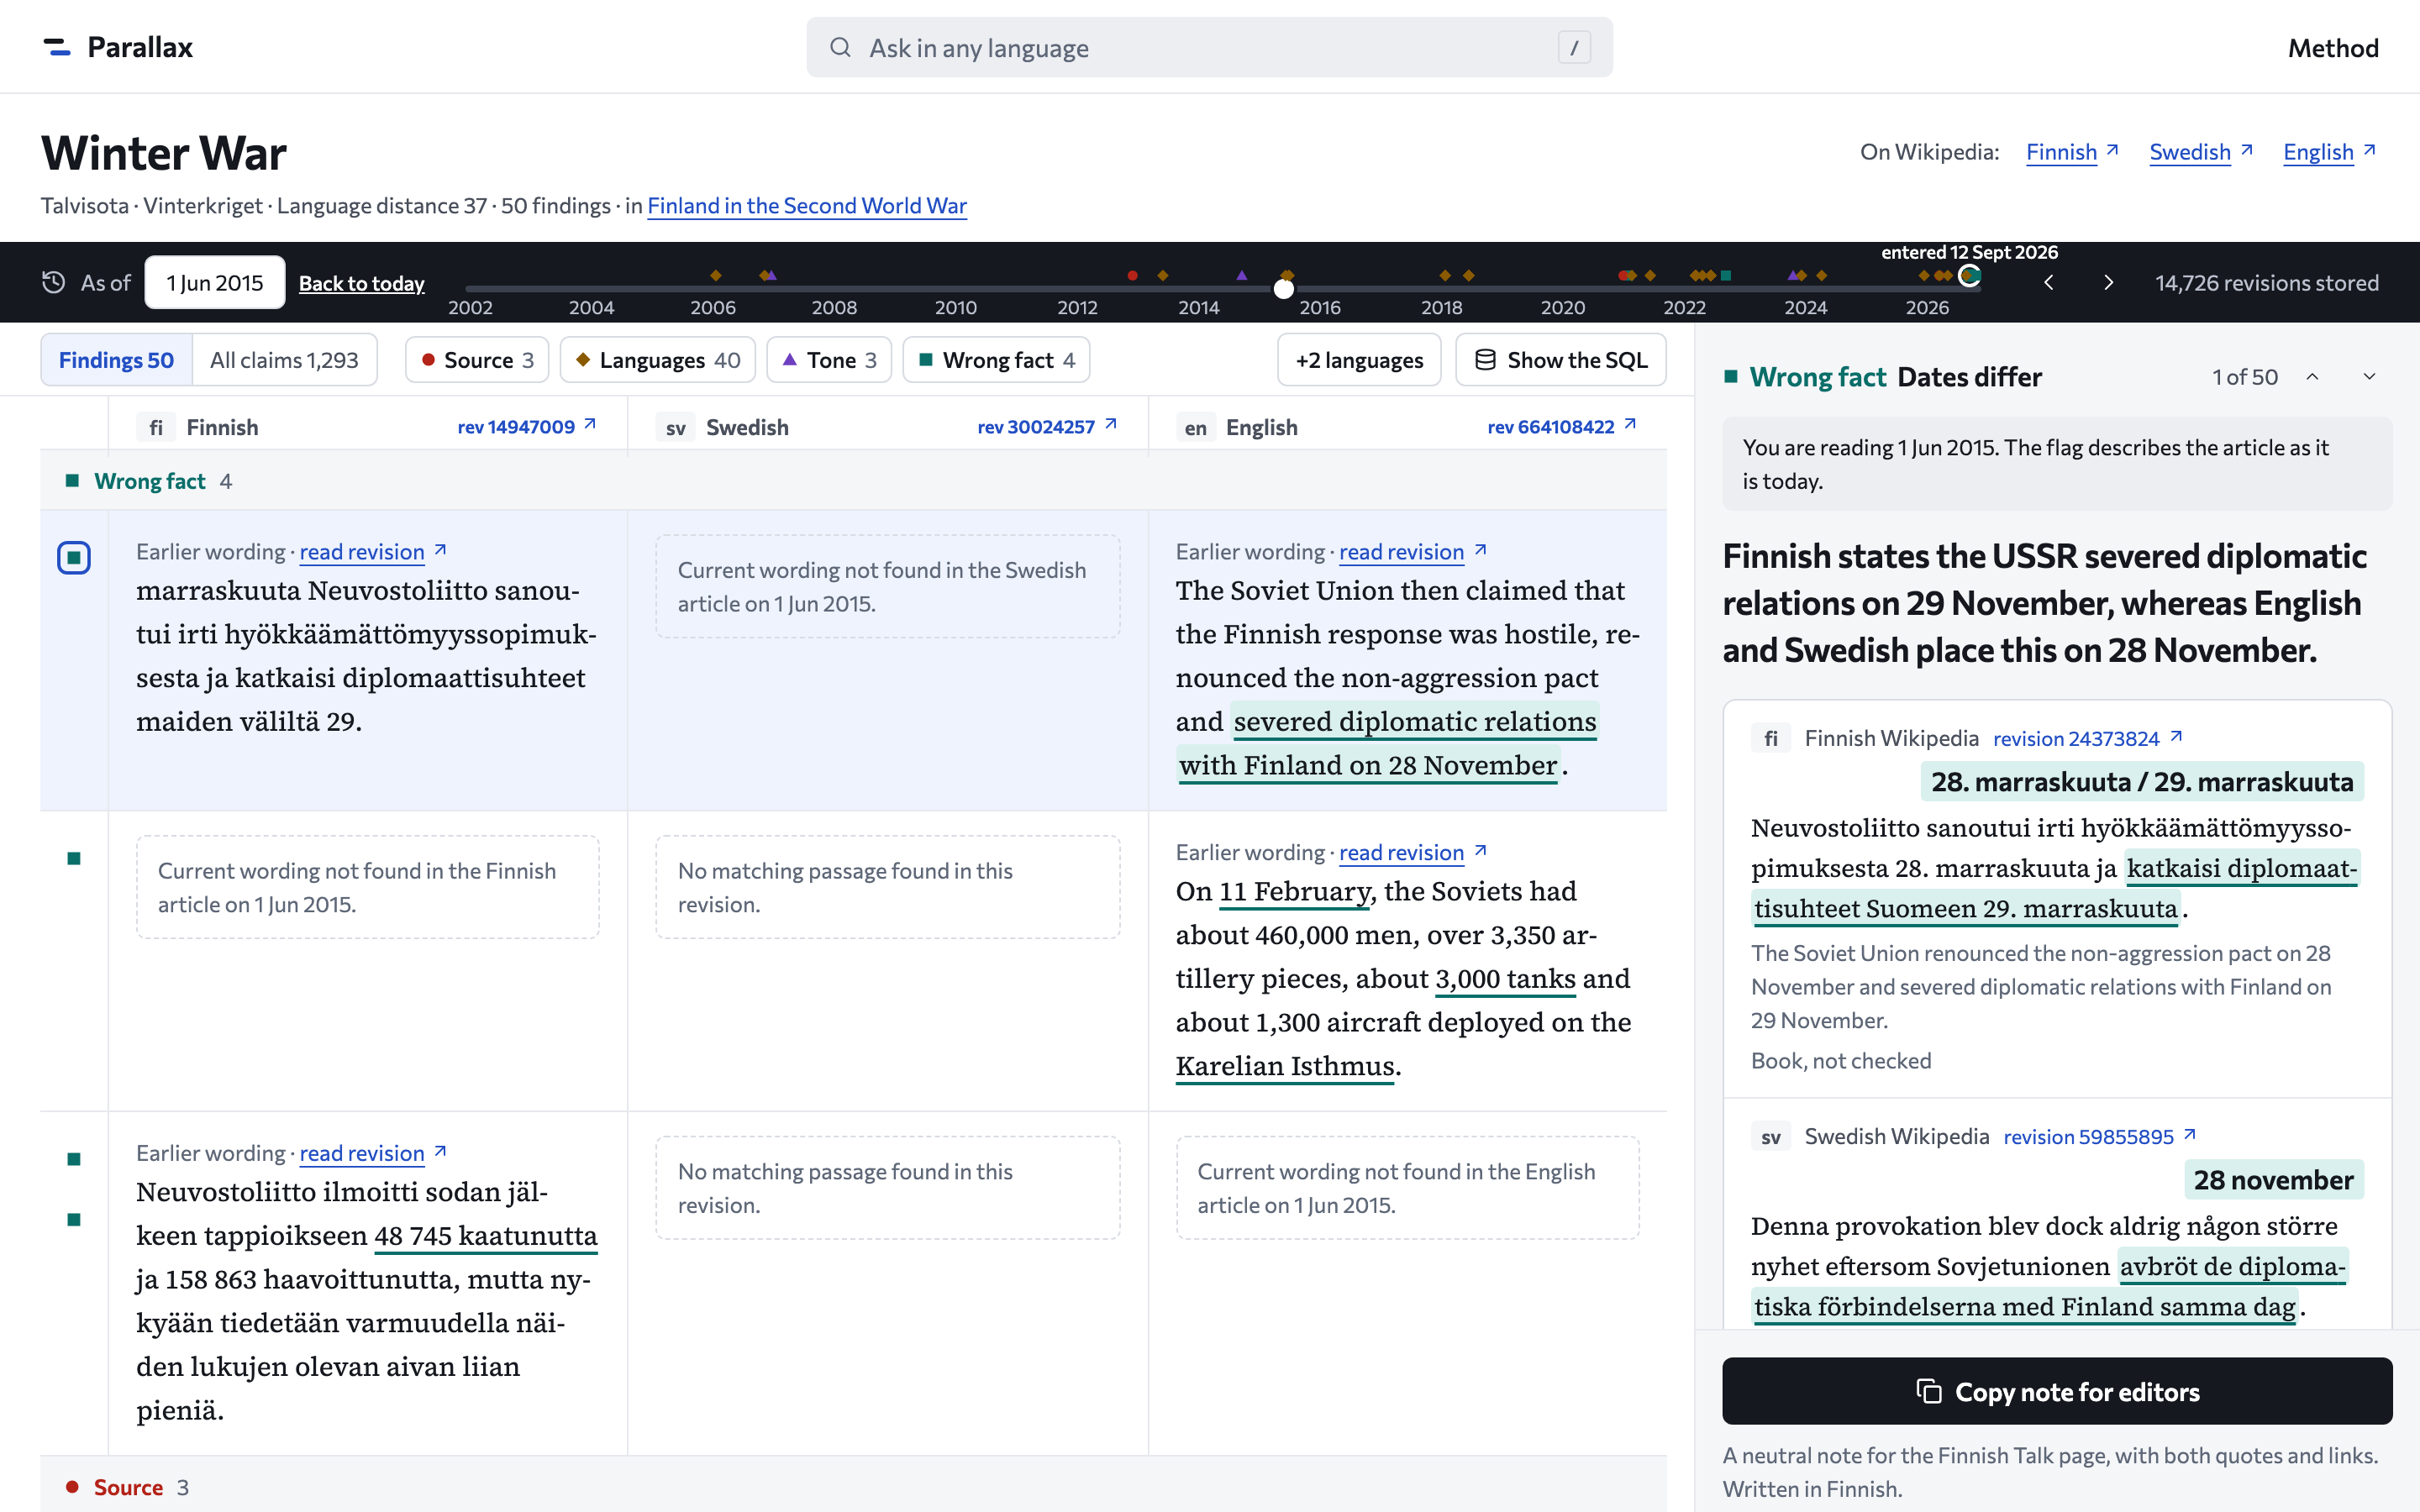 Parallax
Ask in any language
/
Method
Winter War
On Wikipedia: Finnish Swedish English
Talvisota · Vinterkriget · Language distance 37 · 50 findings · in Finland in the Second World War
As of
1 Jun 2015
Back to today
entered 12 Sept 2026
2002 2004 2006 2008 2010 2012 2014 2016 2018 2020 2022 2024 2026
14,726 revisions stored
Findings 50
All claims 1,293
Source 3
Languages 40
Tone 3
Wrong fact 4
+2 languages
Show the SQL
fi Finnish rev 14947009
sv Swedish rev 30024257
en English rev 664108422
Wrong fact 4
Earlier wording · read revision
marraskuuta Neuvostoliitto sanou-
tui irti hyökkäämättömyyssopimuk-
sesta ja katkaisi diplomaattisuhteet
maiden väliltä 29.
Current wording not found in the Swedish
article on 1 Jun 2015.
Earlier wording · read revision
The Soviet Union then claimed that
the Finnish response was hostile, re-
nounced the non-aggression pact
and severed diplomatic relations
with Finland on 28 November.
Current wording not found in the Finnish
article on 1 Jun 2015.
No matching passage found in this
revision.
Earlier wording · read revision
On 11 February, the Soviets had
about 460,000 men, over 3,350 ar-
tillery pieces, about 3,000 tanks and
about 1,300 aircraft deployed on the
Karelian Isthmus.
Earlier wording · read revision
Neuvostoliitto ilmoitti sodan jäl-
keen tappioikseen 48 745 kaatunutta
ja 158 863 haavoittunutta, mutta ny-
kyään tiedetään varmuudella näi-
den lukujen olevan aivan liian
pieniä.
No matching passage found in this
revision.
Current wording not found in the English
article on 1 Jun 2015.
Source 3
Wrong fact Dates differ
1 of 50
You are reading 1 Jun 2015. The flag describes the article as it
is today.
Finnish states the USSR severed diplomatic
relations on 29 November, whereas English
and Swedish place this on 28 November.
fi Finnish Wikipedia revision 24373824
28. marraskuuta / 29. marraskuuta
Neuvostoliitto sanoutui irti hyökkäämättömyysso-
pimuksesta 28. marraskuuta ja katkaisi diplomaat-
tisuhteet Suomeen 29. marraskuuta.
The Soviet Union renounced the non-aggression pact on 28
November and severed diplomatic relations with Finland on
29 November.
Book, not checked
sv Swedish Wikipedia revision 59855895
28 november
Denna provokation blev dock aldrig någon större
nyhet eftersom Sovjetunionen avbröt de diploma-
tiska förbindelserna med Finland samma dag.
Copy note for editors
A neutral note for the Finnish Talk page, with both quotes and links.
Written in Finnish.